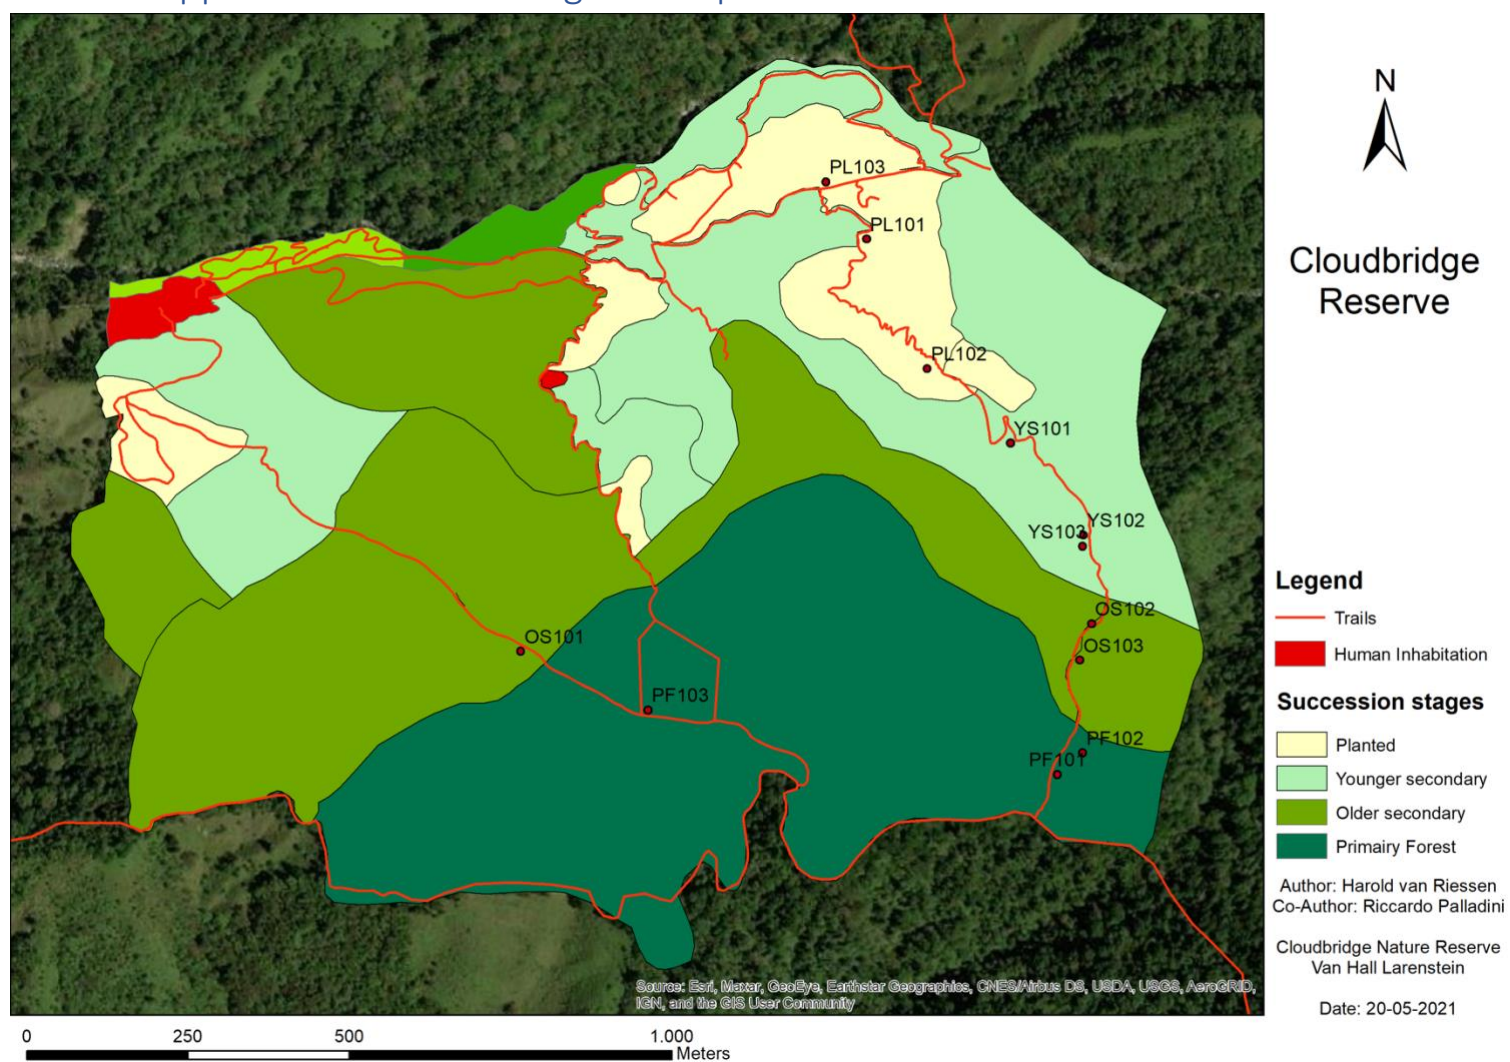 N
Cloudbridge
Reserve
PL103
PL101
PL102
YS101
YS102
YS103
OS102
OS101
OS103
PF103
PF102
PF101
Legend
Trails
Human Inhabitation
Succession stages
Planted
Younger secondary
Older secondary
Primairy Forest
Author: Harold van Riessen
Co-Author: Riccardo Palladini
Cloudbridge Nature Reserve
Van Hall Larenstein
Date: 20-05-2021
Source: Esri, Maxar, GeoEye, Earthstar Geographics, CNES/Airbus DS, USDA, USGS, AeroGRID,
IGN, and the GIS User Community
0 250 500 1.000
Meters